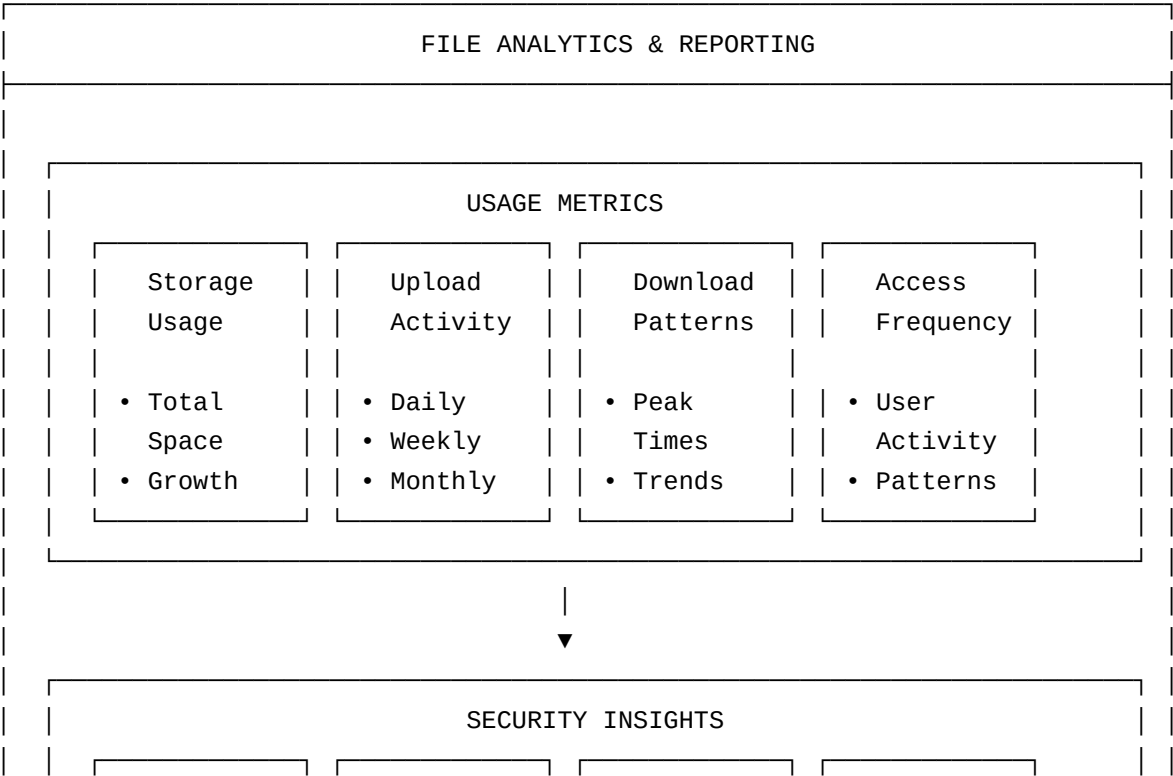 FILE ANALYTICS & REPORTING
USAGE METRICS
Storage Upload Download Access
Usage Activity Patterns Frequency
• Total • Daily • Peak • User
Space • Weekly Times Activity
• Growth • Monthly • Trends • Patterns
▼
SECURITY INSIGHTS